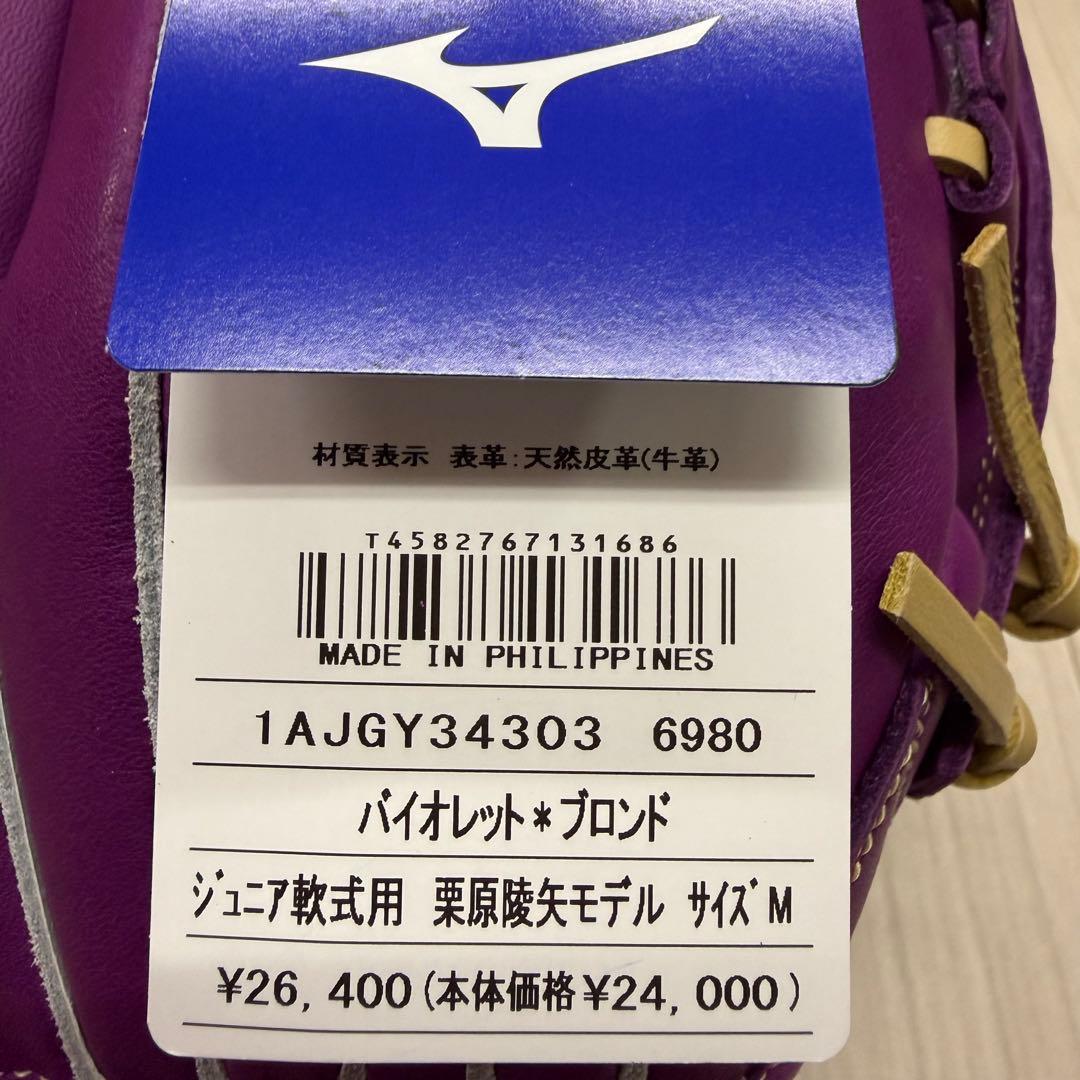 材質表示 表革:天然皮革(牛革)
T4582767131686
MADE IN PHILIPPINES
1AJGY34303 6980
バイオレット*ブロンド
ジュニア軟式用 栗原陵矢モデル サイズM
¥26,400(本体価格¥24,000)